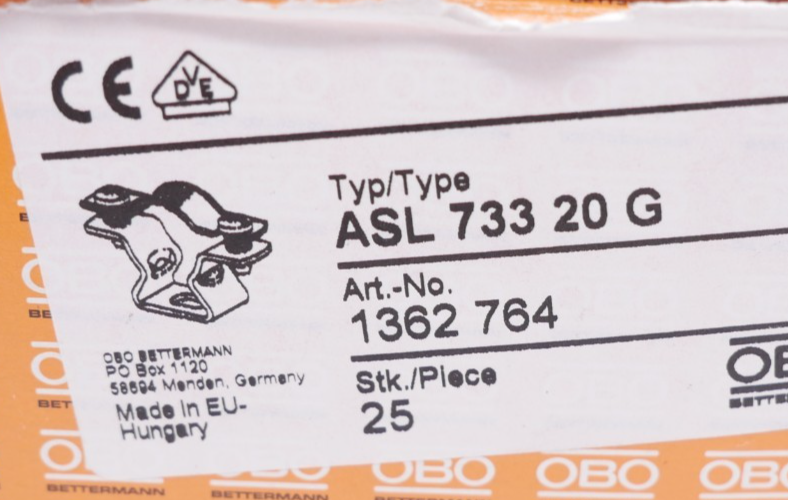 CE
DVE
Typ/Type
ASL 733 20 G
Art.-No.
1362 764
OBO BETTERMANN
PO Box 1120
58694 Menden, Germany
Made in EU-
Hungary
Stk./Piece
25
OBO
BETTERMANN
OBO
BETTERMANN
OBO
OBO
OBO